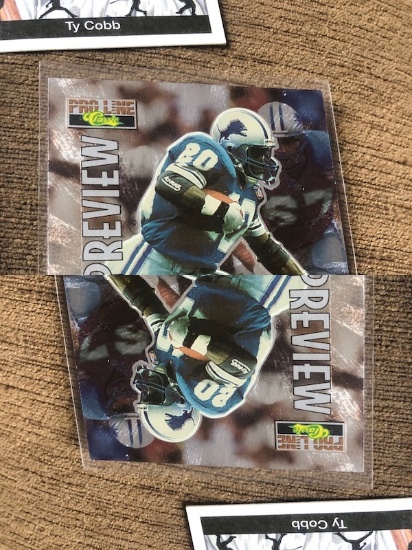 Ty Cobb
PRO LINE
Classic
PREVIEW
20
PREVIEW
20
PRO LINE
Classic
Ty Cobb